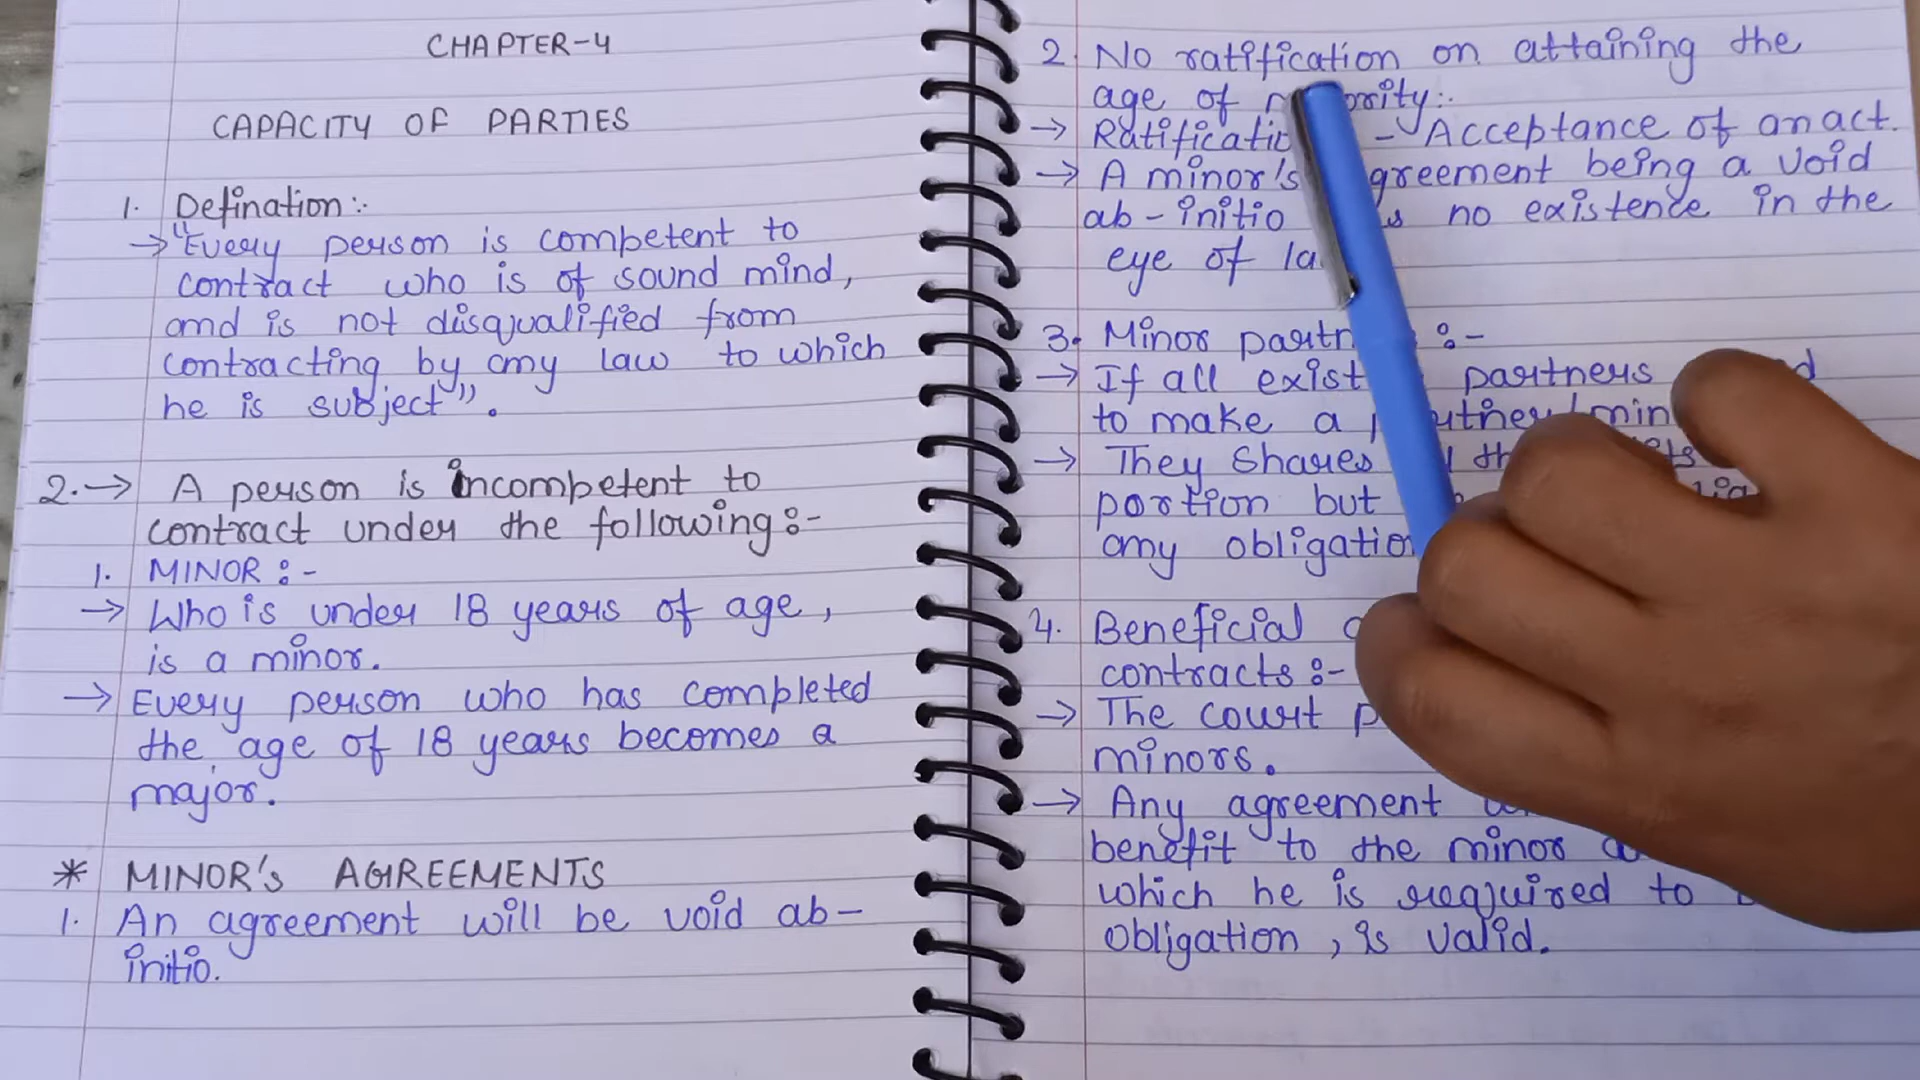 CHAPTER-4
CAPACITY OF PARTIES
1. Defination:-
→ "Every person is competent to
contract who is of sound mind,
and is not disqualified from
contracting by any law to which
he is subject".
2.→ A person is incompetent to
contract under the following:-
1. MINOR:-
→ Who is under 18 years of age,
is a minor.
→ Every person who has completed
the age of 18 years becomes a
major.
* MINOR'S AGREEMENTS
1. An agreement will be void ab-
initio.
2. No ratification on attaining the
age of
→ - Acceptance of an act.
→ A minor's being a void
ab-initio no existence in the
eye of
3. Minor :-
→ If all partners
to make a
→ They Shares
portion but
any
4. Beneficial
contracts:-
→ The court
minors.
→ Any agreement
benefit to the minor
which he is required to
obligation, is valid.